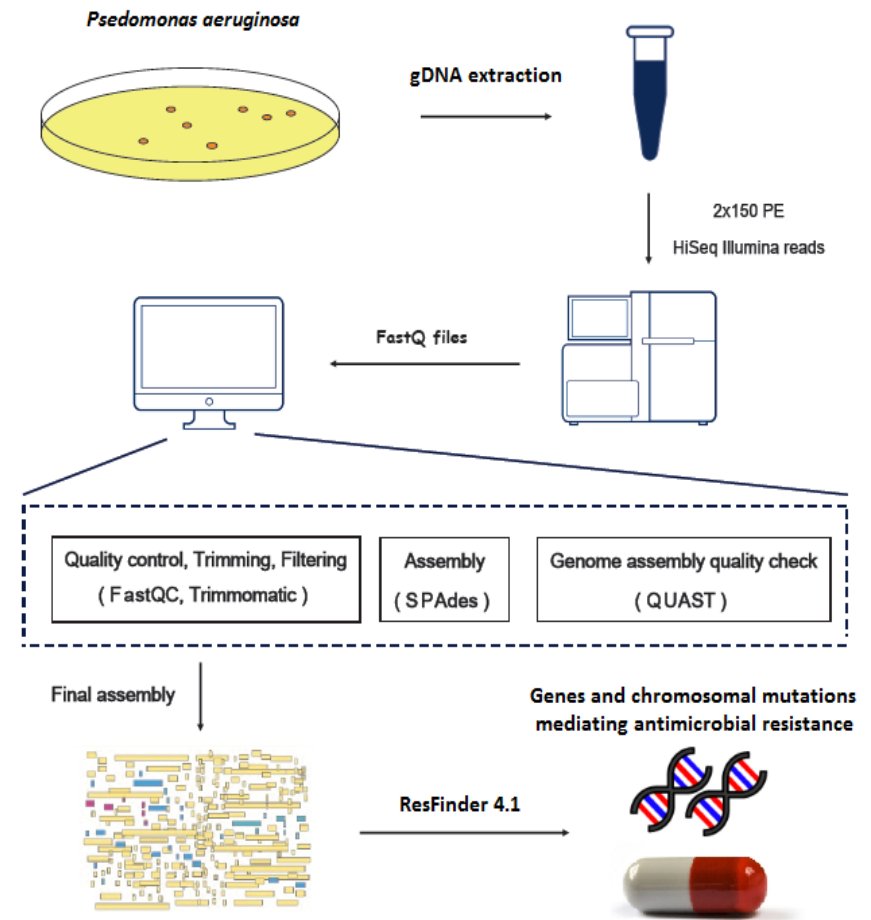 Psedomonas aeruginosa
gDNA extraction
2x150 PE
HiSeq Illumina reads
FastQ files
Quality control, Trimming, Filtering
( FastQC, Trimmomatic )
Assembly
( SPAdes )
Genome assembly quality check
( QUAST )
Final assembly
Genes and chromosomal mutations
mediating antimicrobial resistance
ResFinder 4.1